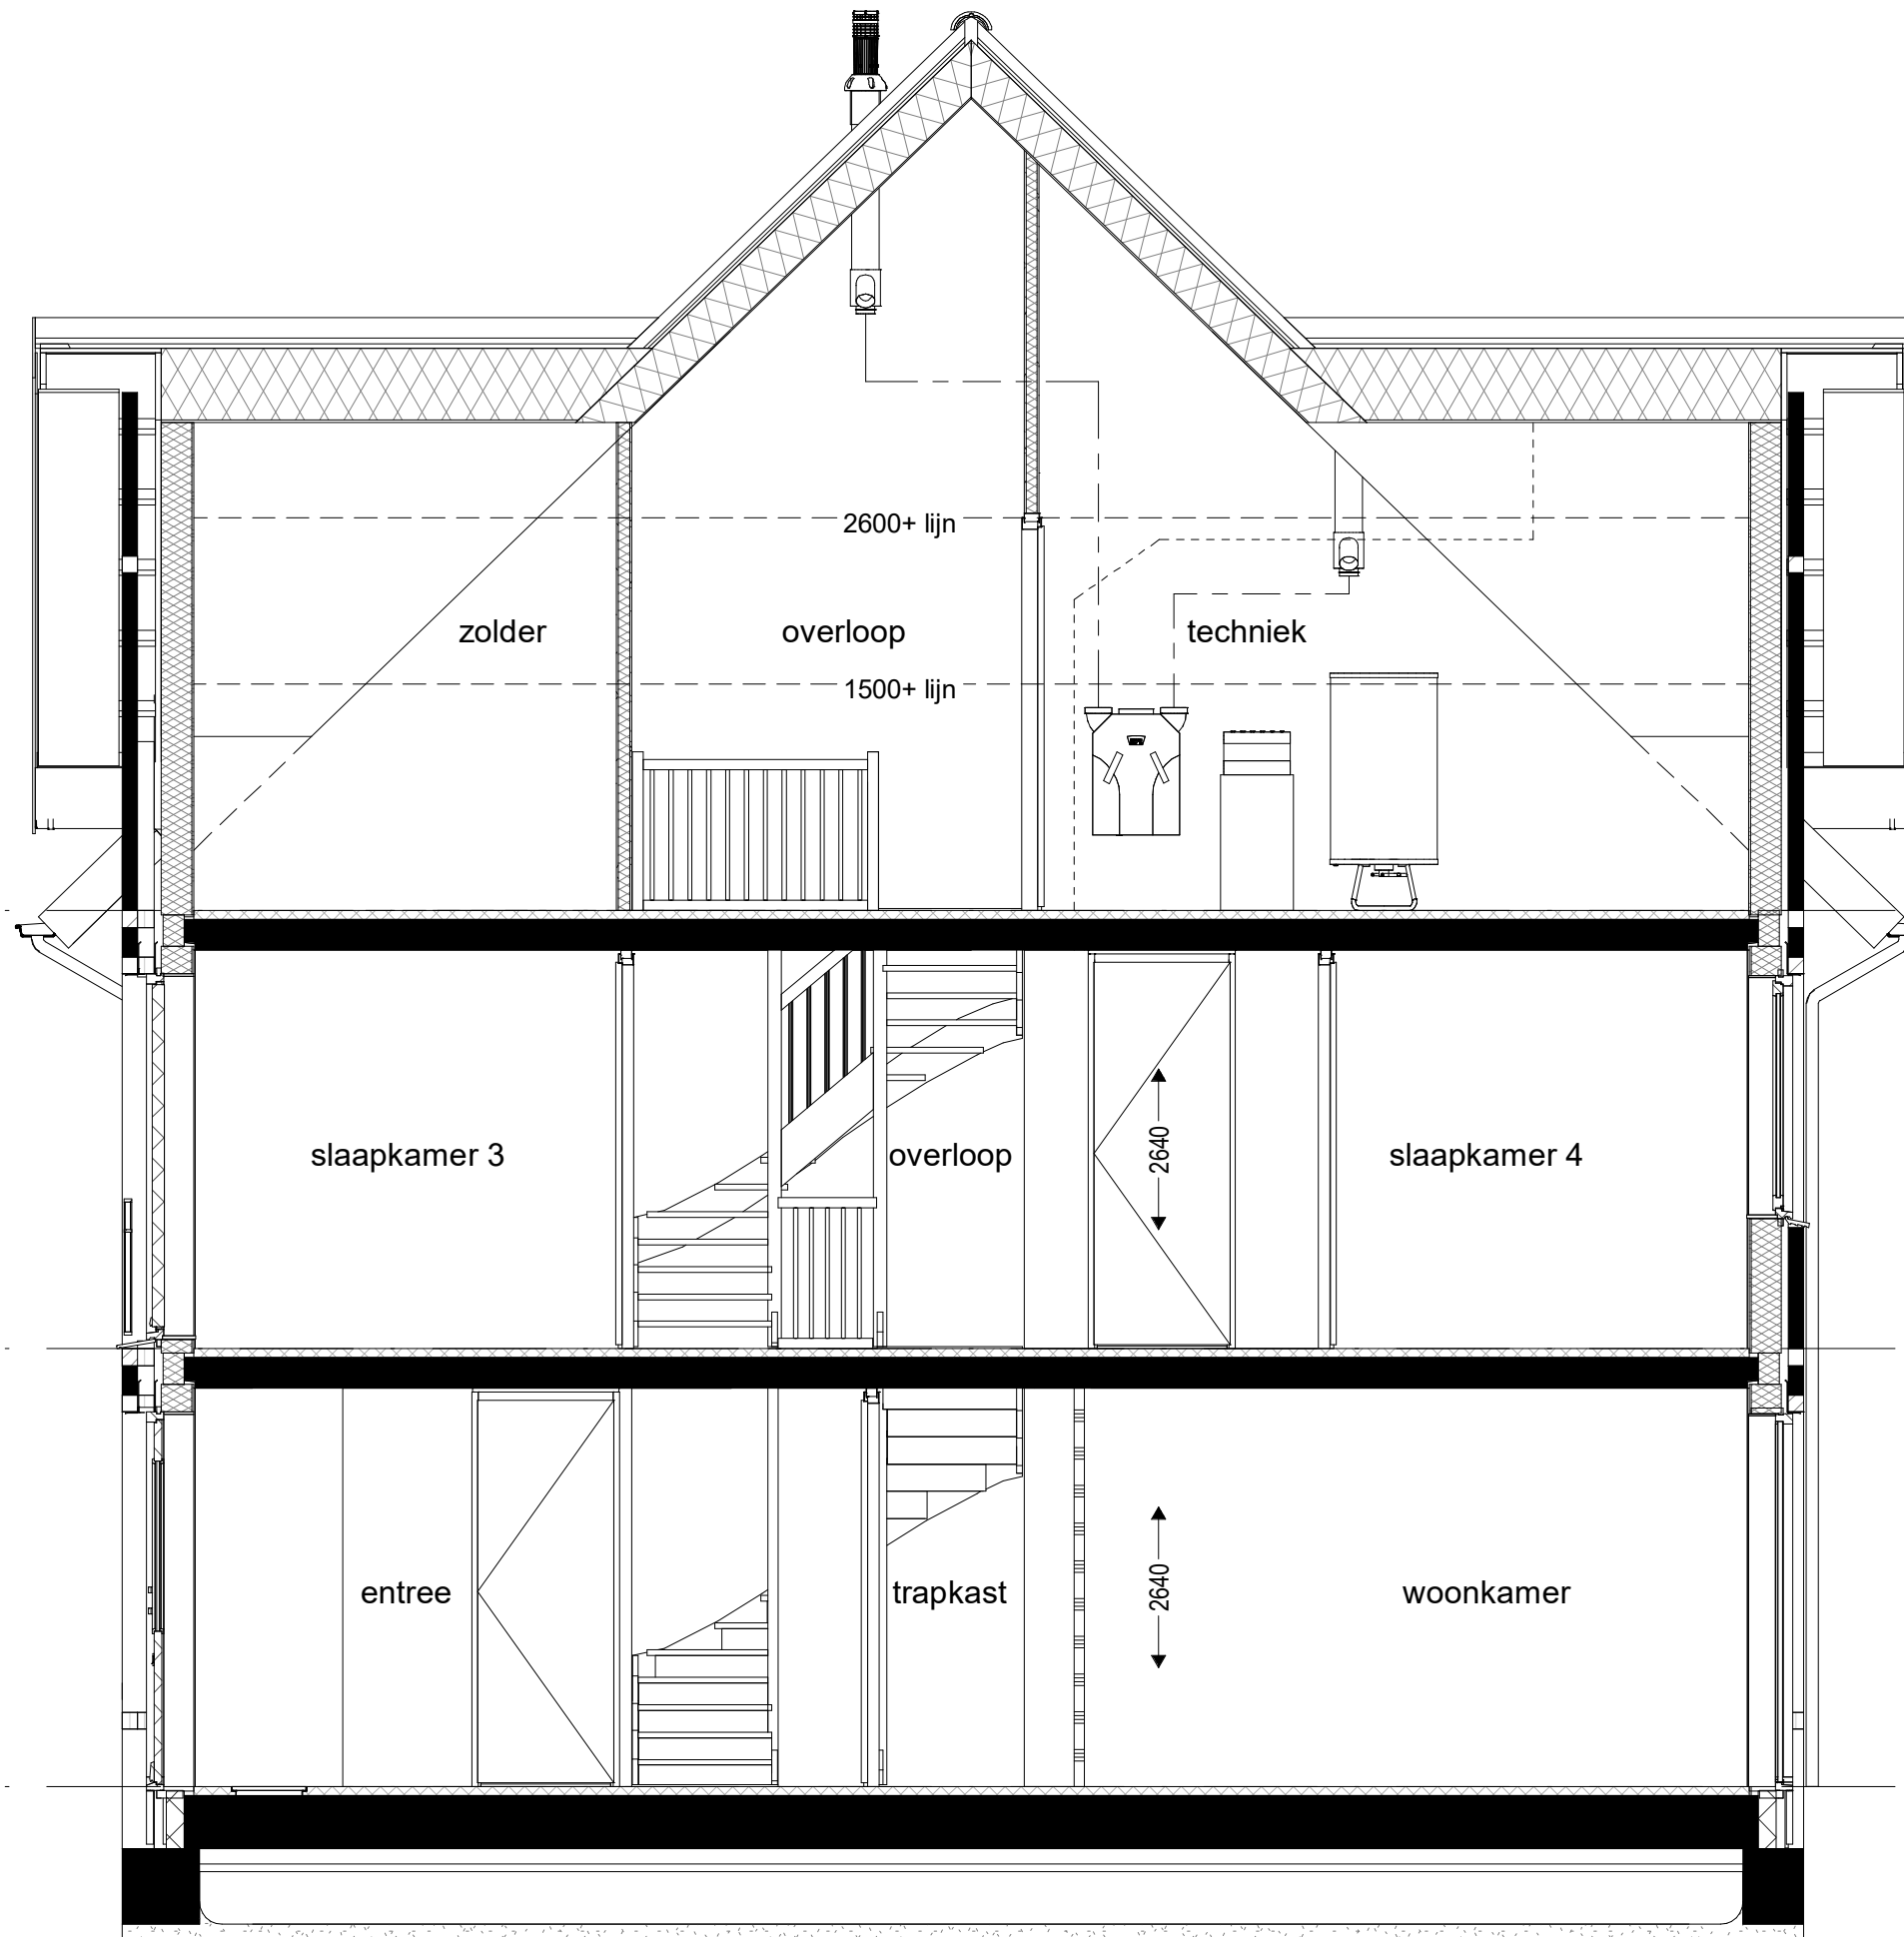 2600+ lijn
zolder
overloop
techniek
1500+ lijn
slaapkamer 3
overloop
2640
slaapkamer 4
entree
trapkast
2640
woonkamer